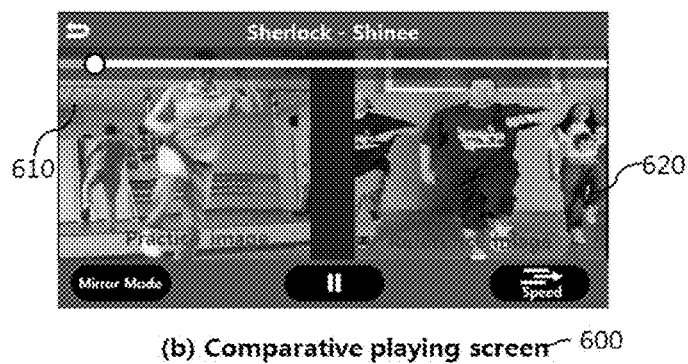 Sherlock - Shinee
610
620
Mirror Mode
Speed
(b) Comparative playing screen 600